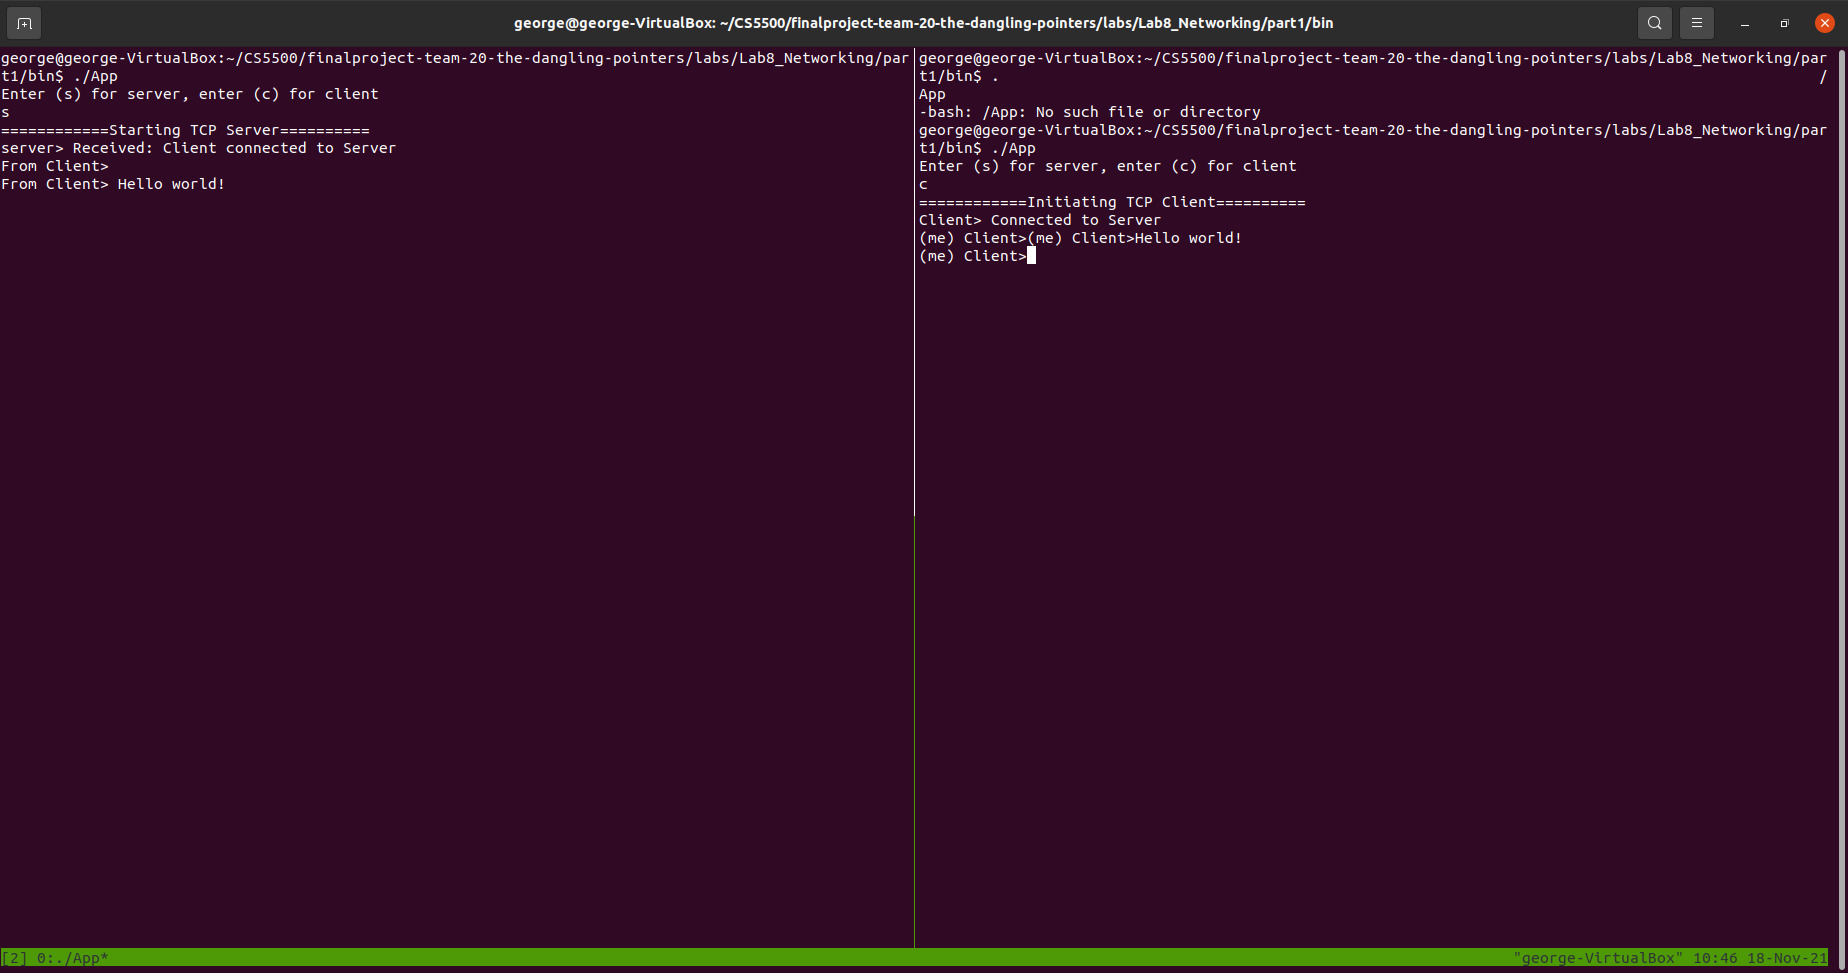 george@george-VirtualBox: ~/CS5500/finalproject-team-20-the-dangling-pointers/labs/Lab8_Networking/part1/bin
george@george-VirtualBox:~/CS5500/finalproject-team-20-the-dangling-pointers/labs/Lab8_Networking/par
t1/bin$ ./App
Enter (s) for server, enter (c) for client
s
============Starting TCP Server==========
server> Received: Client connected to Server
From Client>
From Client> Hello world!
george@george-VirtualBox:~/CS5500/finalproject-team-20-the-dangling-pointers/labs/Lab8_Networking/par
t1/bin$ . /
App
-bash: /App: No such file or directory
george@george-VirtualBox:~/CS5500/finalproject-team-20-the-dangling-pointers/labs/Lab8_Networking/par
t1/bin$ ./App
Enter (s) for server, enter (c) for client
c
============Initiating TCP Client==========
Client> Connected to Server
(me) Client>(me) Client>Hello world!
(me) Client>
[2] 0:./App* "george-VirtualBox" 10:46 18-Nov-21